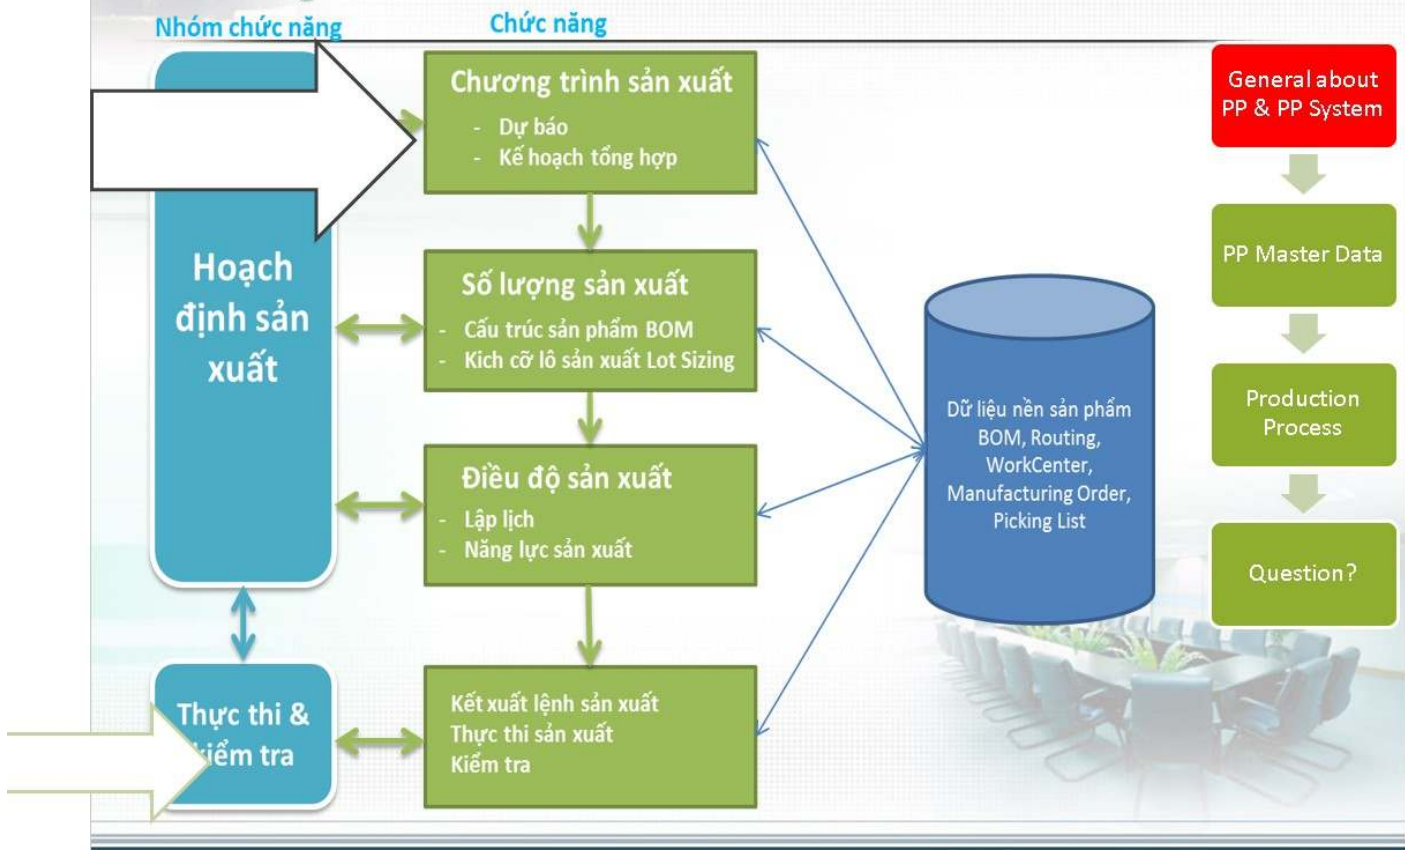 Nhóm chức năng
Chức năng
Hoạch
định sản
xuất
Thực thi &
kiểm tra
Chương trình sản xuất
- Dự báo
- Kế hoạch tổng hợp
Số lượng sản xuất
- Cấu trúc sản phẩm BOM
- Kich cỡ lô sản xuất Lot Sizing
Điều độ sản xuất
- Lập lịch
- Năng lực sản xuất
Kết xuất lệnh sản xuất
Thực thi sản xuất
Kiểm tra
Dữ liệu nền sản phẩm
BOM, Routing,
WorkCenter,
Manufacturing Order,
Picking List
General about
PP & PP System
PP Master Data
Production
Process
Question?